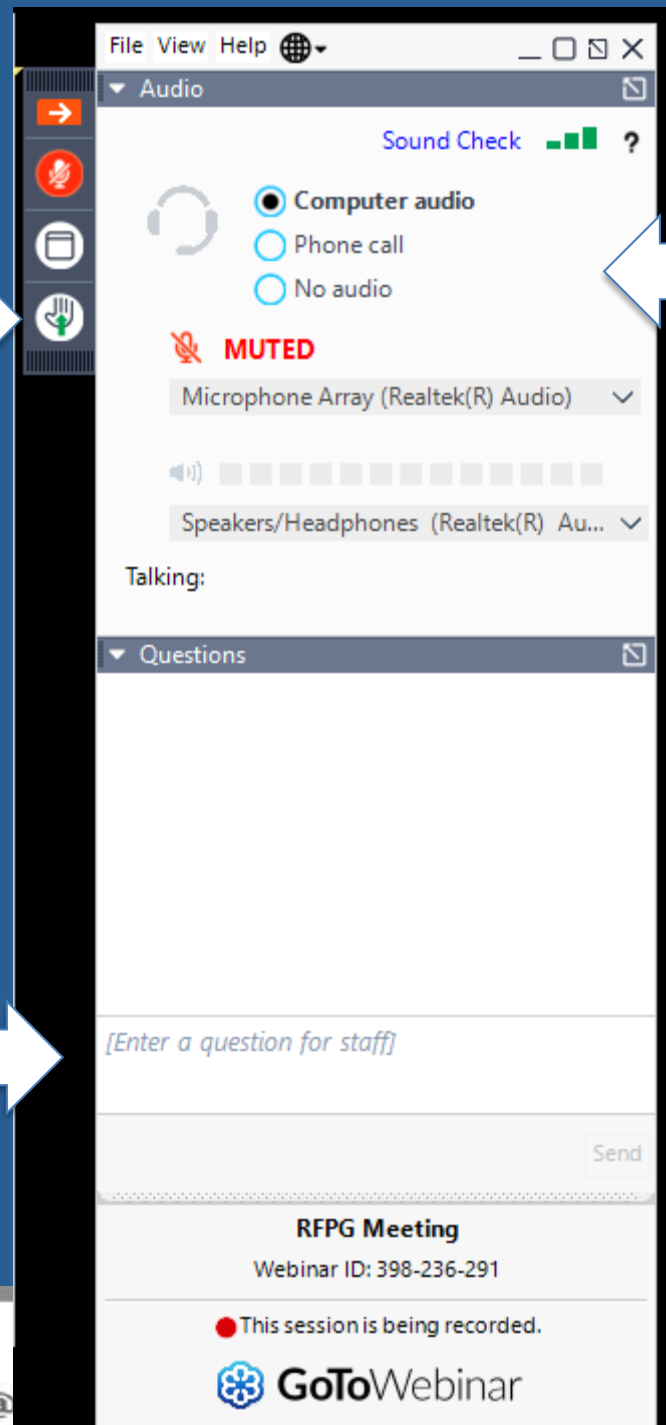 File View Help
Audio
Sound Check ?
Computer audio
Phone call
No audio
MUTED
Microphone Array (Realtek(R) Audio)
Speakers/Headphones (Realtek(R) Au...
Talking:
Questions
[Enter a question for staff]
Send
RFPG Meeting
Webinar ID: 398-236-291
This session is being recorded.
GoToWebinar
@